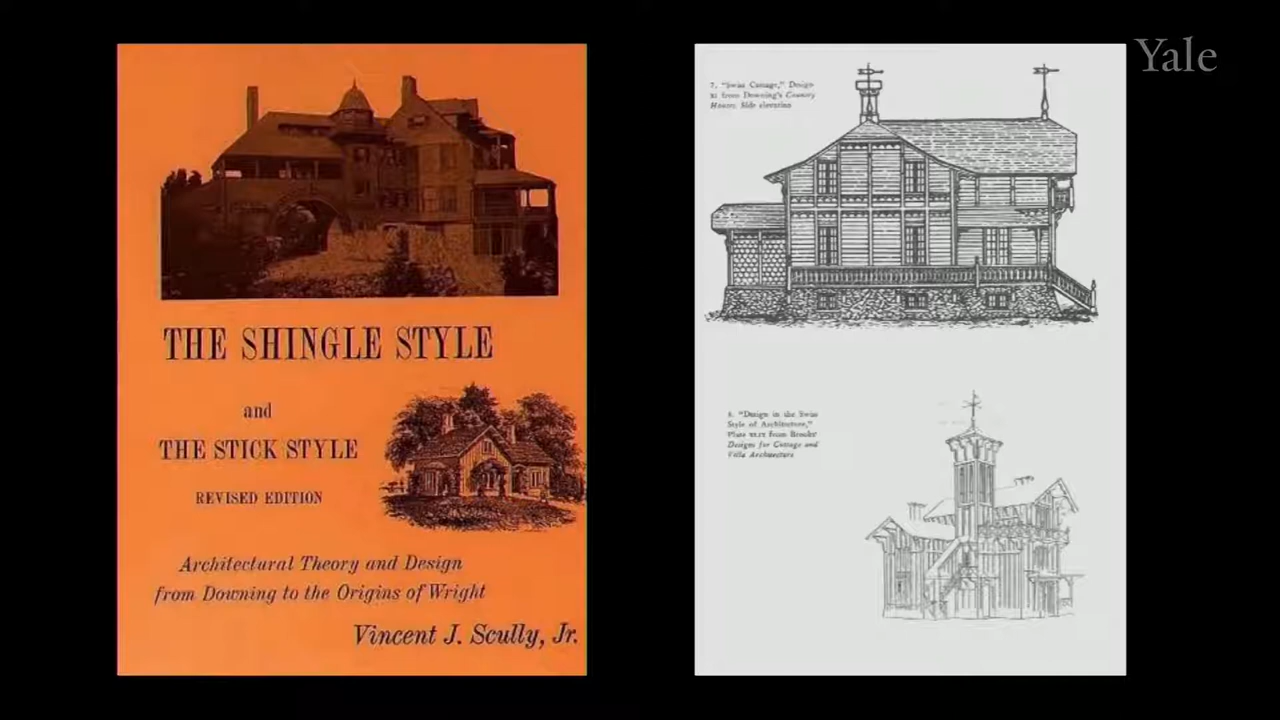 THE SHINGLE STYLE
and
THE STICK STYLE
REVISED EDITION
Architectural Theory and Design
from Downing to the Origins of Wright
Vincent J. Scully, Jr.
7. "Swiss Cottage," Design
from Downing's Country
Houses. Side elevation
8. "Design in the Swiss
Style of Architecture,"
Plate from Brooks'
Designs for Cottage and
Villa Architecture
Yale